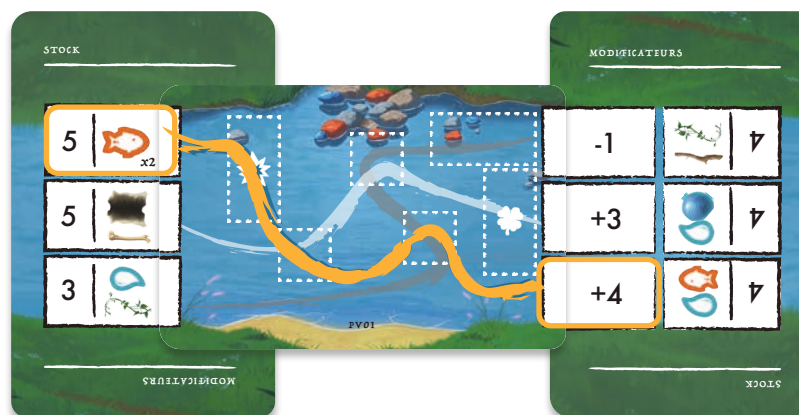 STOCK
5 x2
5
3
MODIFICATEURS
PV01
MODIFICATEURS
-1 4
+3 4
+4 4
STOCK